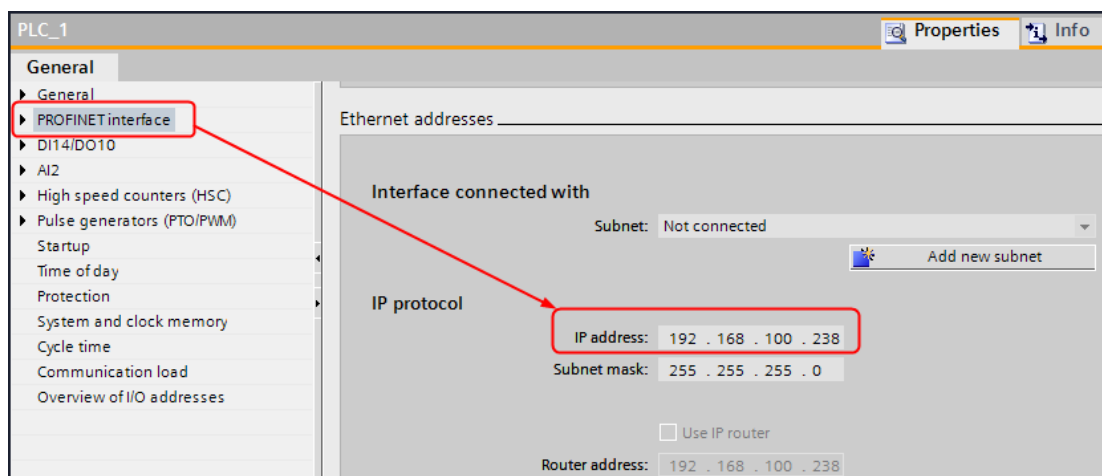 PLC_1
Properties
Info
General
General
PROFINET interface
DI14/DO10
AI2
High speed counters (HSC)
Pulse generators (PTO/PWM)
Startup
Time of day
Protection
System and clock memory
Cycle time
Communication load
Overview of I/O addresses
Ethernet addresses
Interface connected with
Subnet: Not connected
Add new subnet
IP protocol
IP address: 192 . 168 . 100 . 238
Subnet mask: 255 . 255 . 255 . 0
Use IP router
Router address: 192 . 168 . 100 . 238